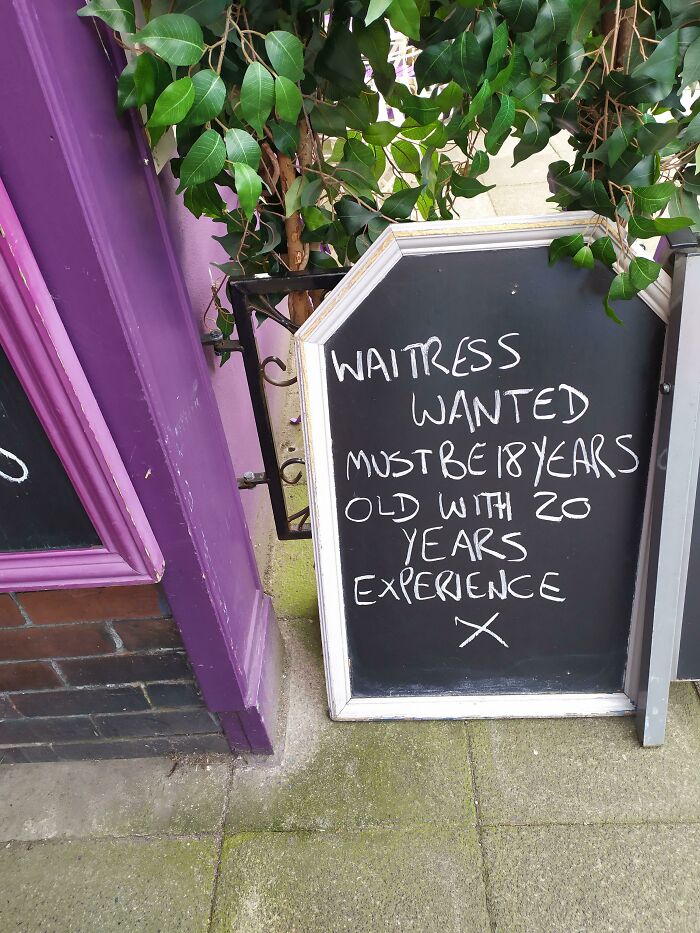 WAITRESS
WANTED
MUST BE 18 YEARS
OLD WITH 20
YEARS
EXPERIENCE
X